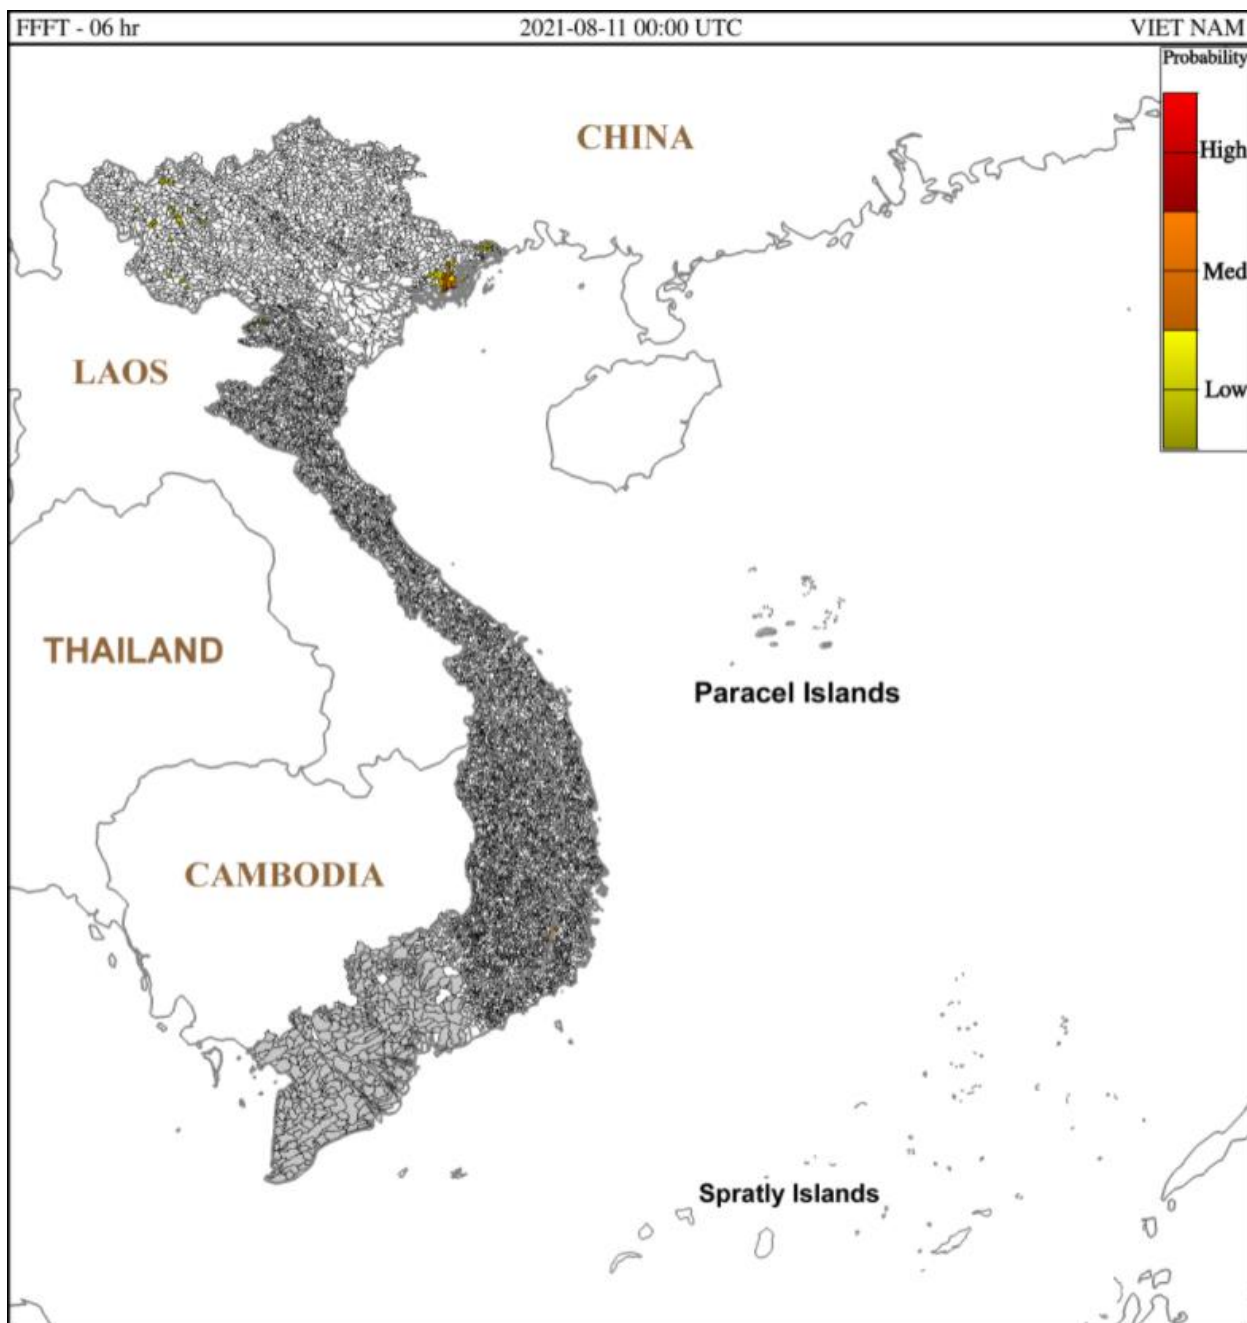 FFFT - 06 hr 2021-08-11 00:00 UTC VIET NAM
Probability
CHINA
High
Med
LAOS
Low
THAILAND
Paracel Islands
CAMBODIA
Spratly Islands